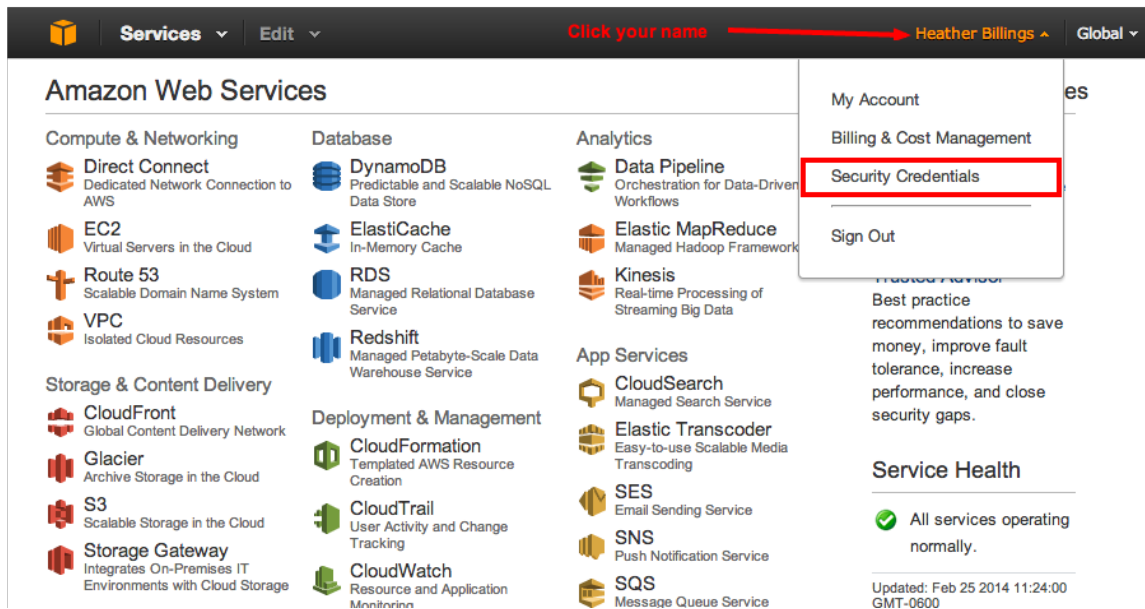 Services Edit Click your name Heather Billings Global
Amazon Web Services
es
My Account
Billing & Cost Management
Security Credentials
Sign Out
Compute & Networking
Direct Connect
Dedicated Network Connection to
AWS
EC2
Virtual Servers in the Cloud
Route 53
Scalable Domain Name System
VPC
Isolated Cloud Resources
Storage & Content Delivery
CloudFront
Global Content Delivery Network
Glacier
Archive Storage in the Cloud
S3
Scalable Storage in the Cloud
Storage Gateway
Integrates On-Premises IT
Environments with Cloud Storage
Database
DynamoDB
Predictable and Scalable NoSQL
Data Store
ElastiCache
In-Memory Cache
RDS
Managed Relational Database
Service
Redshift
Managed Petabyte-Scale Data
Warehouse Service
Deployment & Management
CloudFormation
Templated AWS Resource
Creation
CloudTrail
User Activity and Change
Tracking
CloudWatch
Resource and Application
Monitoring
Analytics
Data Pipeline
Orchestration for Data-Driven
Workflows
Elastic MapReduce
Managed Hadoop Framework
Kinesis
Real-time Processing of
Streaming Big Data
App Services
CloudSearch
Managed Search Service
Elastic Transcoder
Easy-to-use Scalable Media
Transcoding
SES
Email Sending Service
SNS
Push Notification Service
SQS
Message Queue Service
Trusted Advisor
Best practice
recommendations to save
money, improve fault
tolerance, increase
performance, and close
security gaps.
Service Health
All services operating
normally.
Updated: Feb 25 2014 11:24:00
GMT-0600